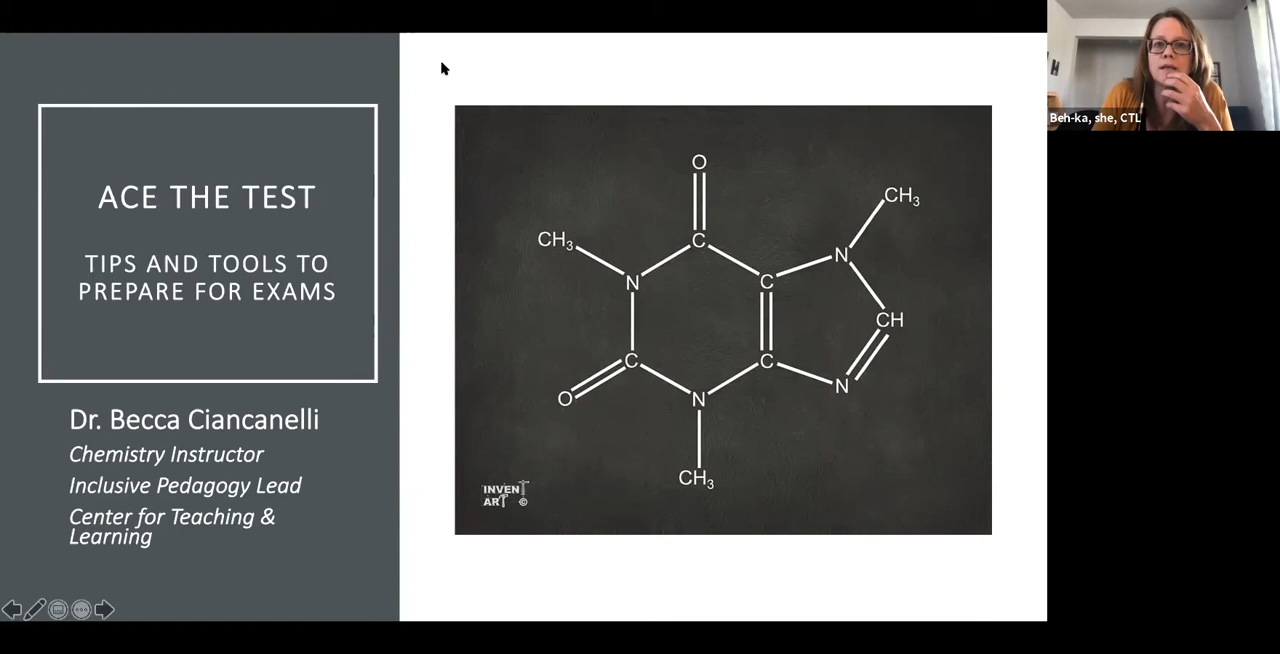 ACE THE TEST
TIPS AND TOOLS TO
PREPARE FOR EXAMS
Dr. Becca Ciancanelli
Chemistry Instructor
Inclusive Pedagogy Lead
Center for Teaching &
Learning
O
CH₃
CH₃
C
N
N
C
CH
C
C
N
O
N
CH₃
INVENT
ART ©
Beh-ka, she, CTL